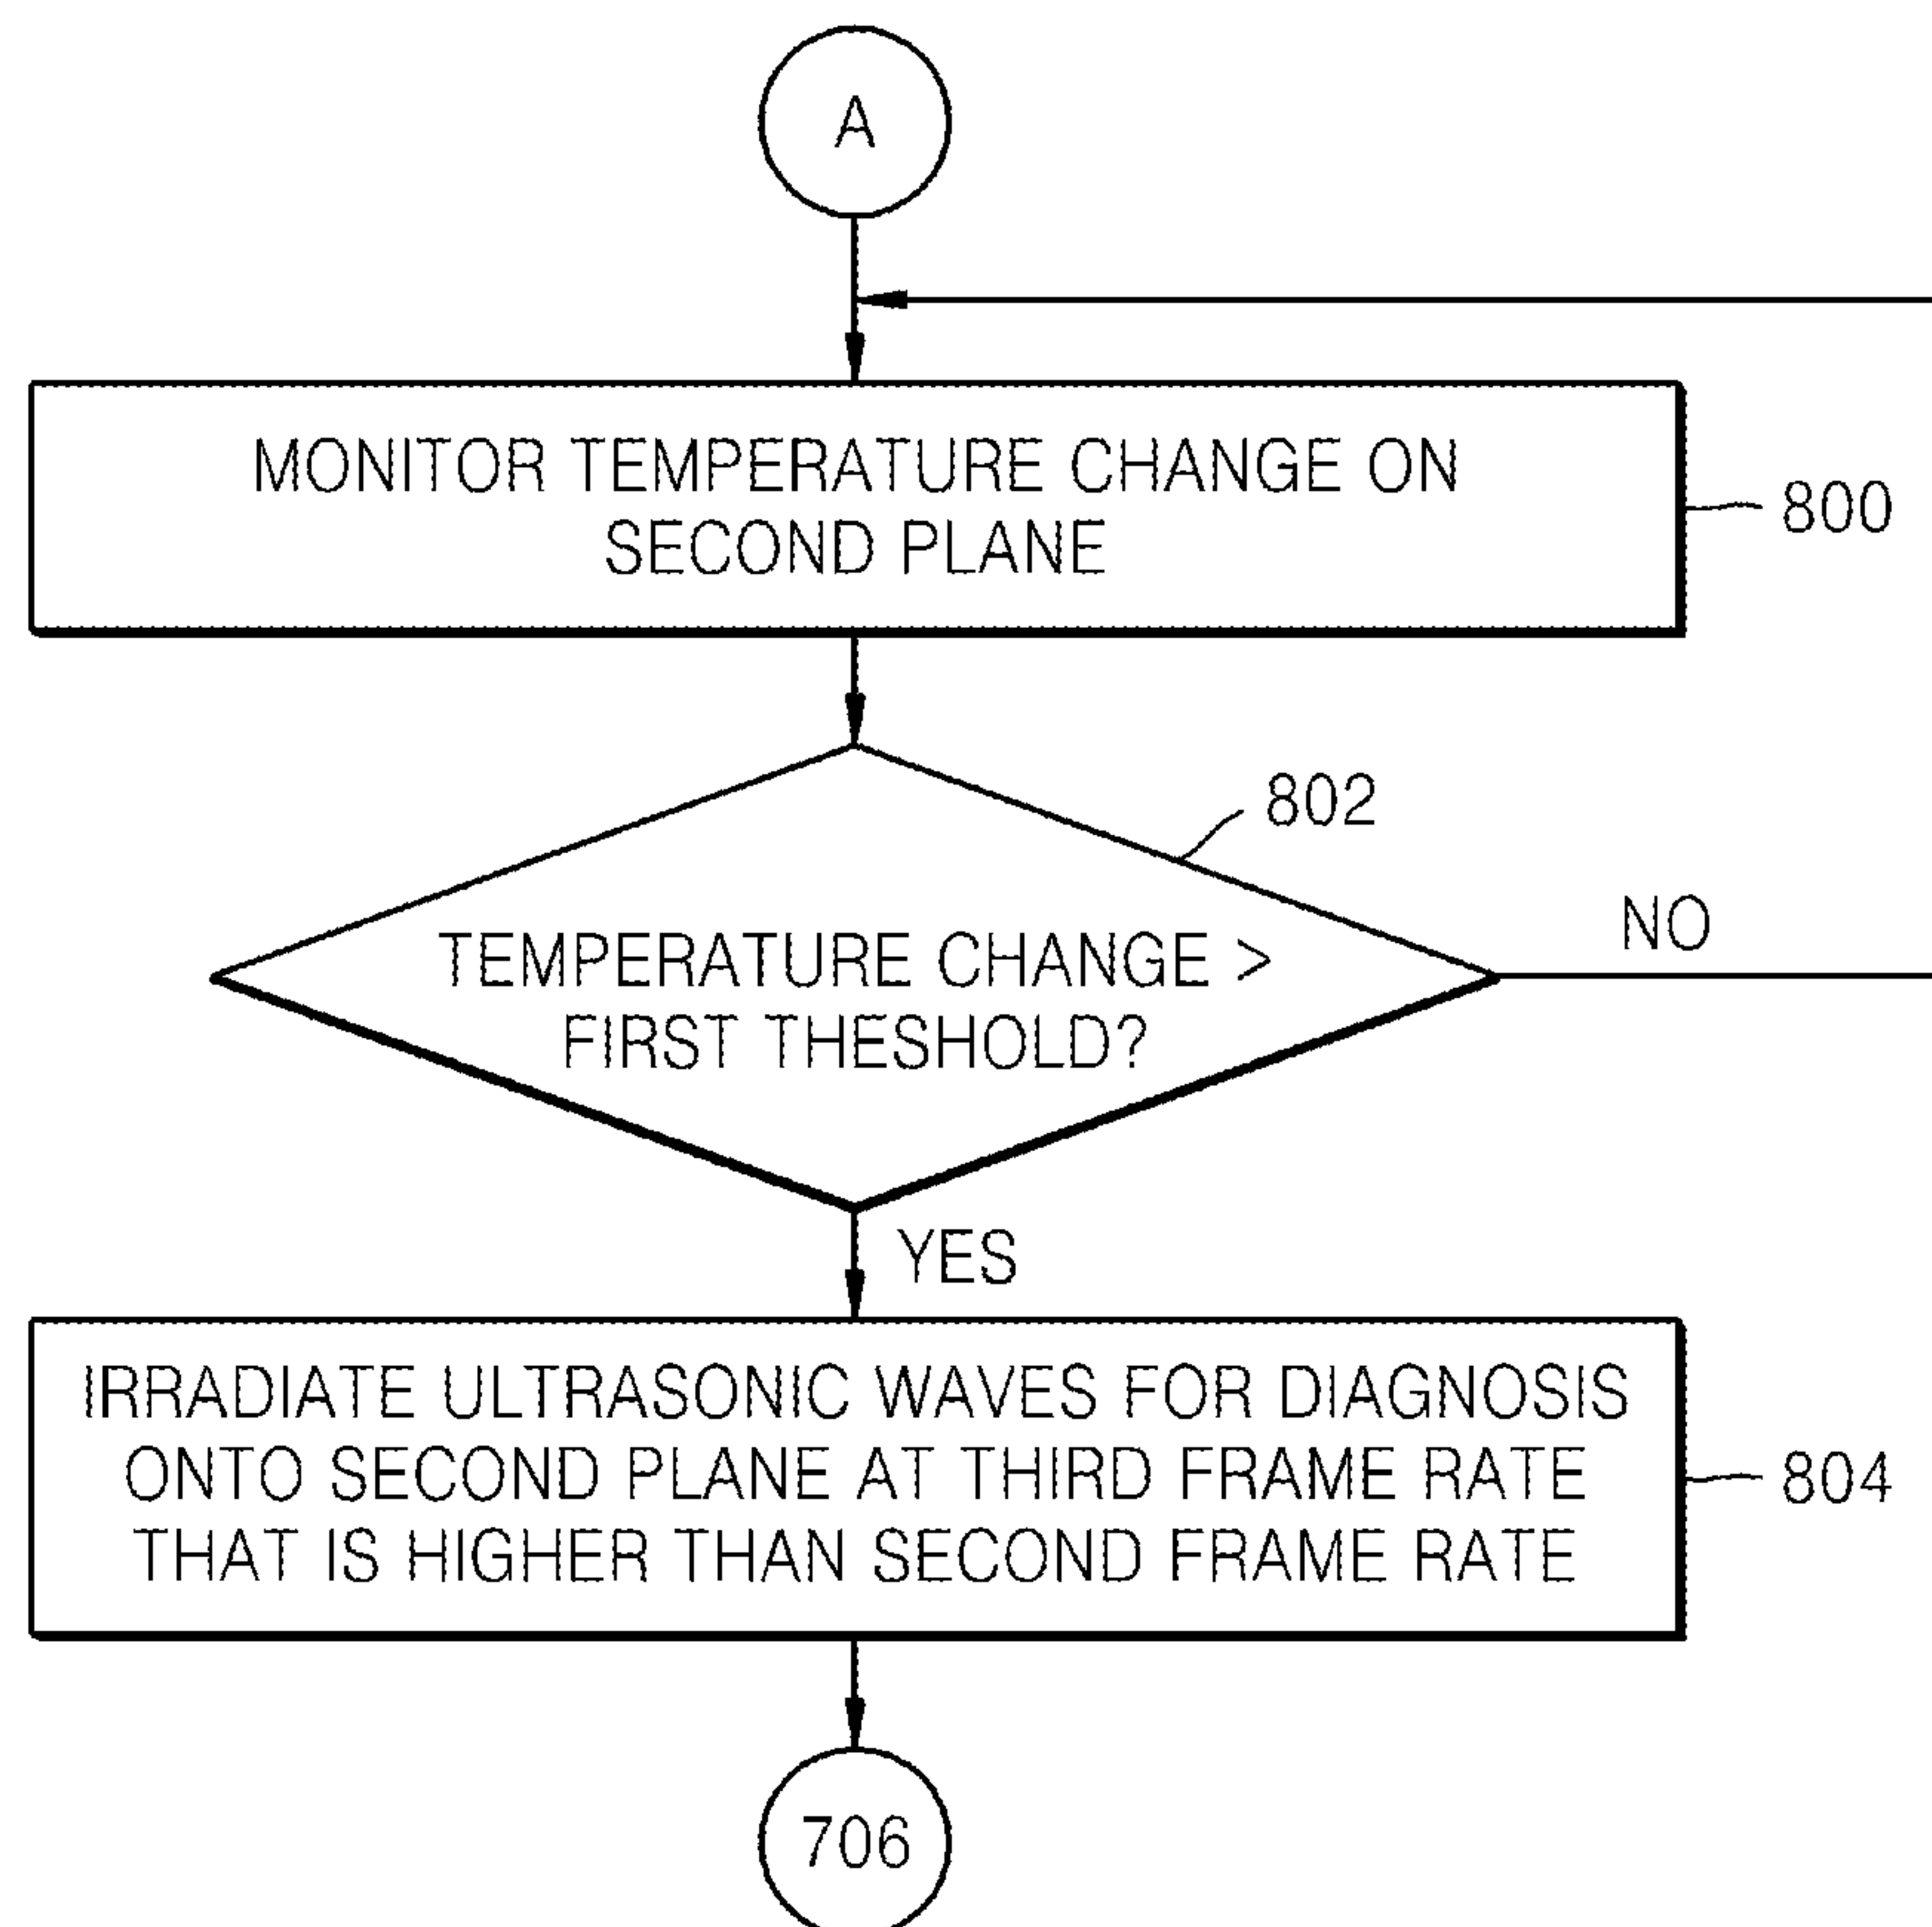 A
MONITOR TEMPERATURE CHANGE ON
SECOND PLANE
800
802
TEMPERATURE CHANGE >
FIRST THESHOLD?
NO
YES
IRRADIATE ULTRASONIC WAVES FOR DIAGNOSIS
ONTO SECOND PLANE AT THIRD FRAME RATE
THAT IS HIGHER THAN SECOND FRAME RATE
804
706